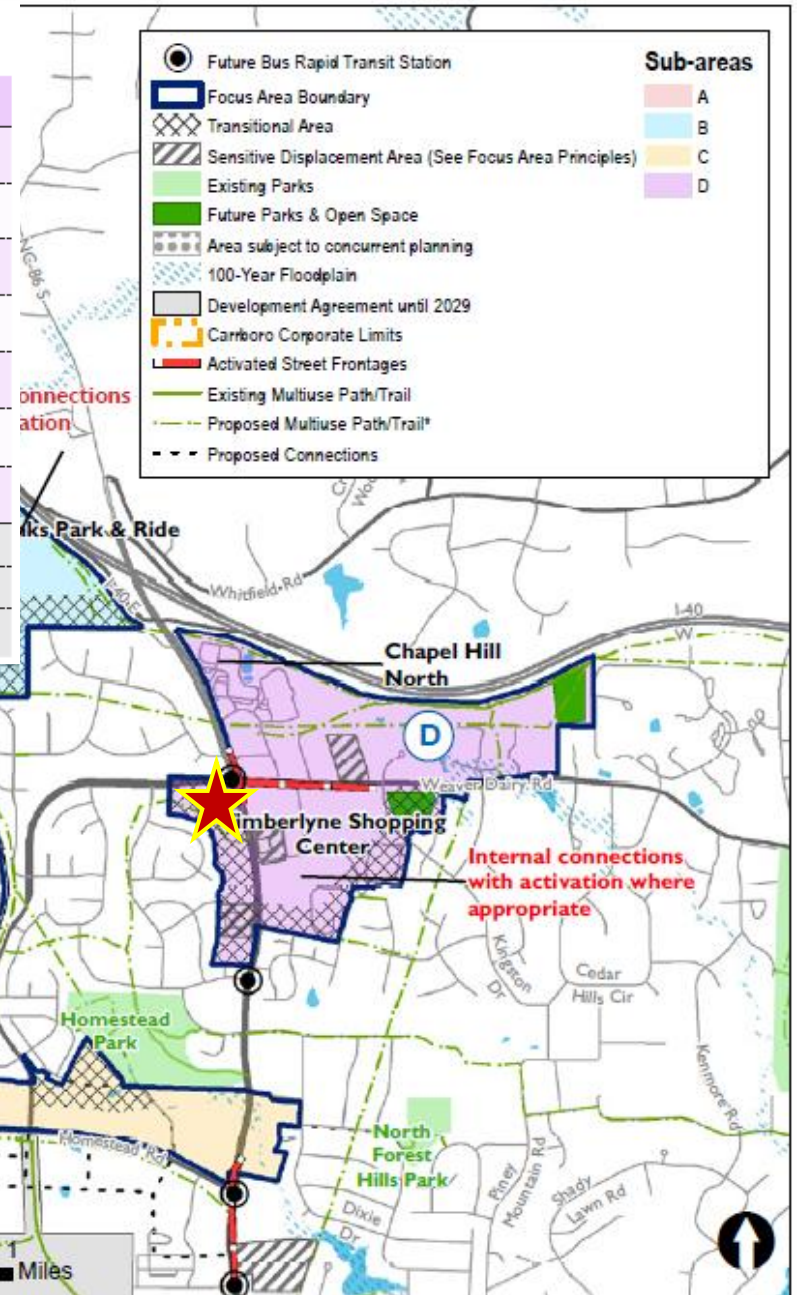 Future Bus Rapid Transit Station
Focus Area Boundary
Transitional Area
Sensitive Displacement Area (See Focus Area Principles)
Existing Parks
Future Parks & Open Space
Area subject to concurrent planning
100-Year Floodplain
Development Agreement until 2029
Carrboro Corporate Limits
Activated Street Frontages
Existing Multiuse Path/Trail
Proposed Multiuse Path/Trail*
Proposed Connections
Sub-areas
A
B
C
D
NC-86 S
onnections
ation
ks Park & Ride
I-40 E
Whitfield Rd
I-40
W
Chapel Hill
North
D
Weaver Dairy Rd
imberlyne Shopping
Center
Internal connections
with activation where
appropriate
Kingston
Dr
Cedar
Hills Cir
Kenmore Rd
Homestead
Park
Homestead Rd
North
Forest
Hills Park
Piney
Mountain Rd
Shady
Lawn Rd
Dixie
Dr
1
Miles